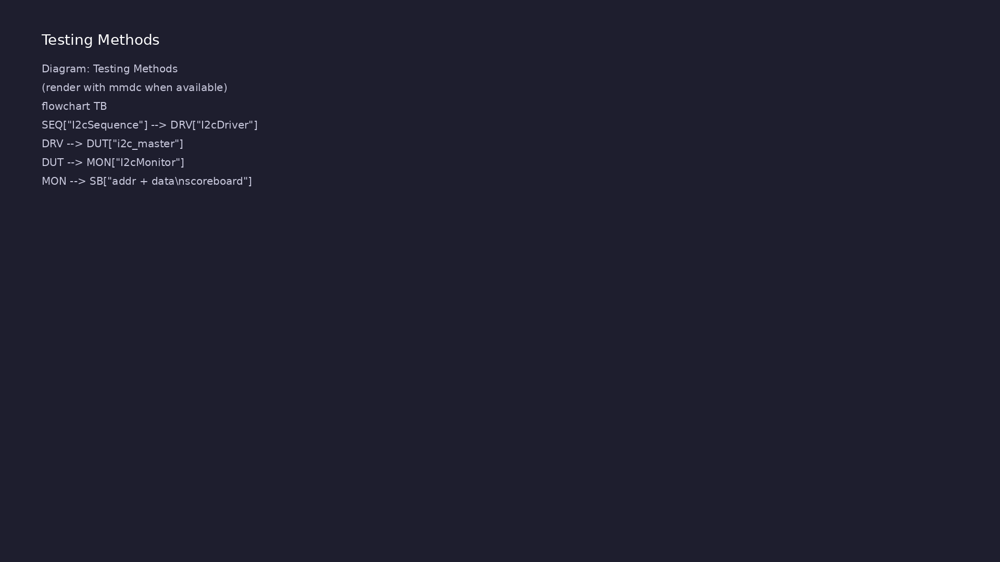 Testing Methods
Diagram: Testing Methods
(render with mmdc when available)
flowchart TB
SEQ["I2cSequence"] --> DRV["I2cDriver"]
DRV --> DUT["i2c_master"]
DUT --> MON["I2cMonitor"]
MON --> SB["addr + data\nscoreboard"]